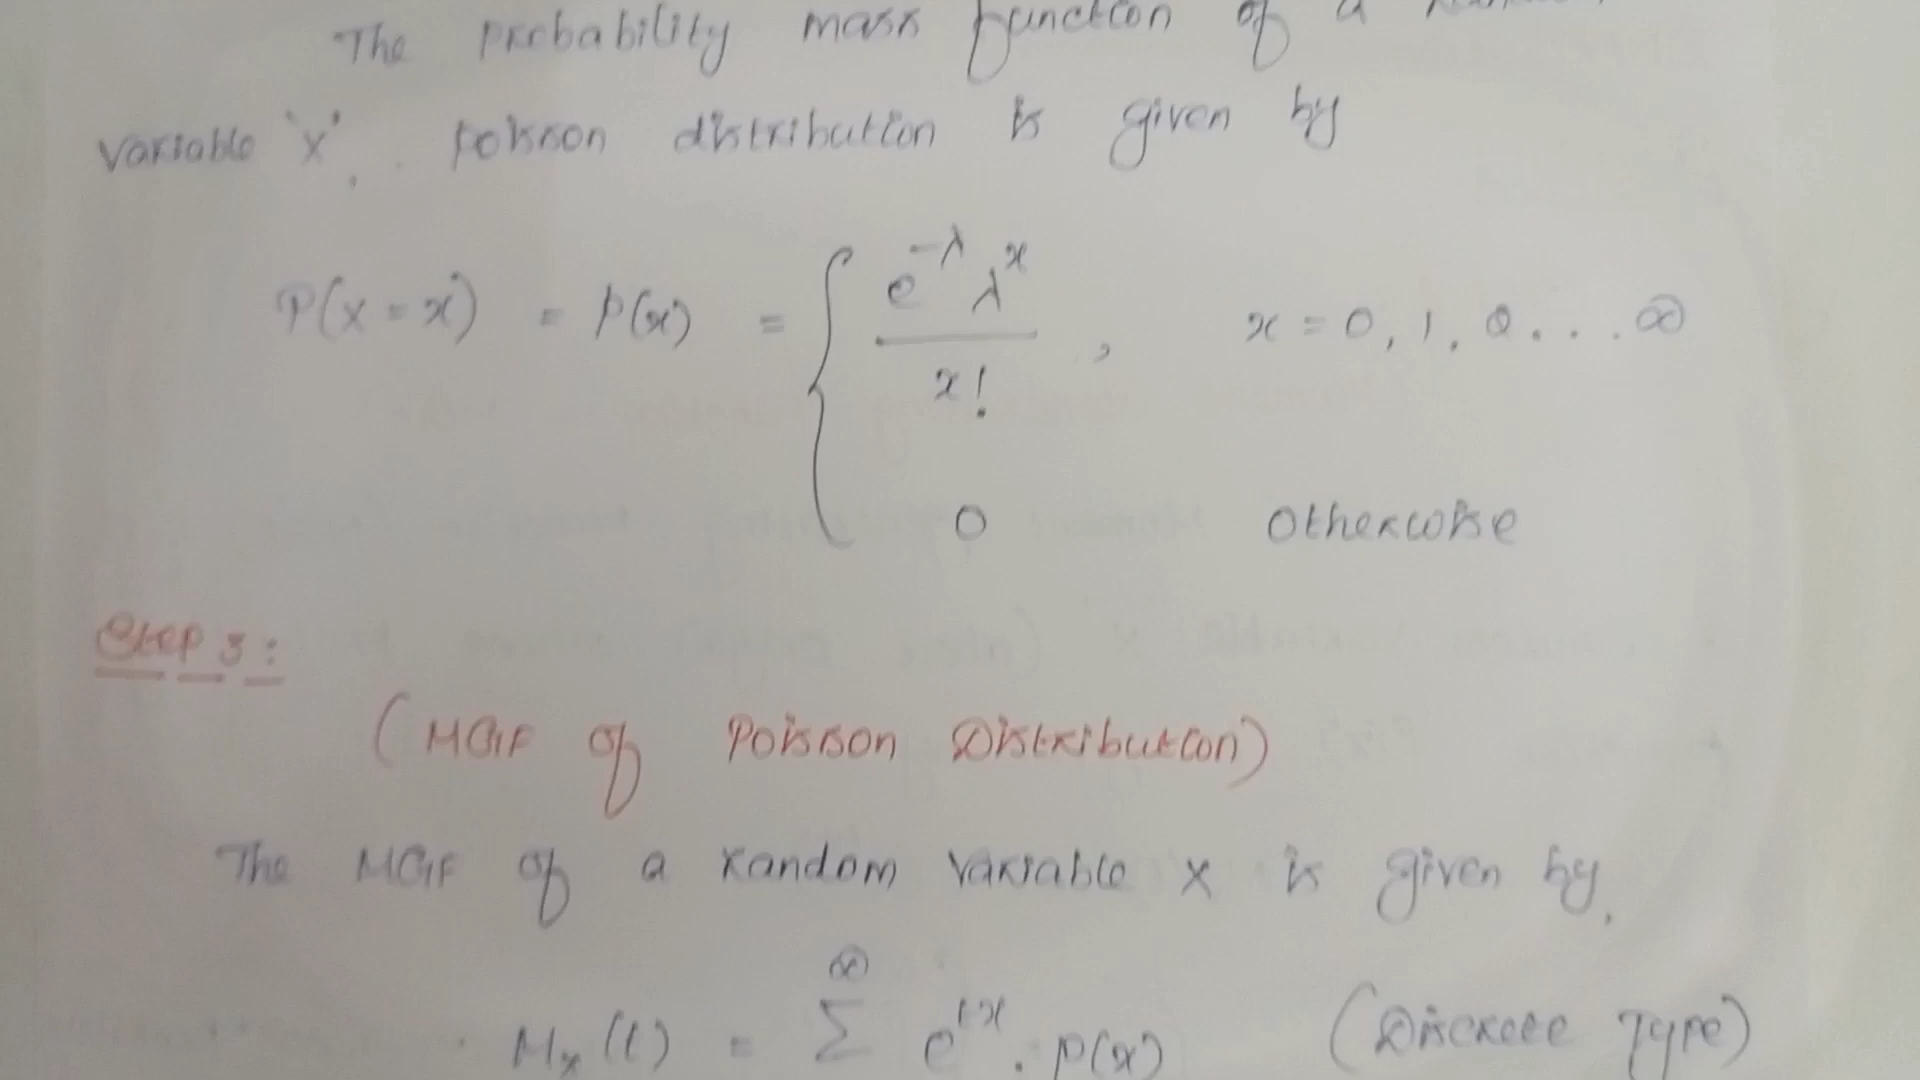 The probability mass function of a
variable 'x', poisson distribution is given by
P(x = x) = p(x) = { e^-λ λ^x / x! , x = 0, 1, 2 . . . ∞
0 otherwise
Step 3:
(MGF of Poisson Distribution)
The MGF of a random variable x is given by,
Mx(t) = ∞ Σ e^tx . p(x) (Discrete Type)